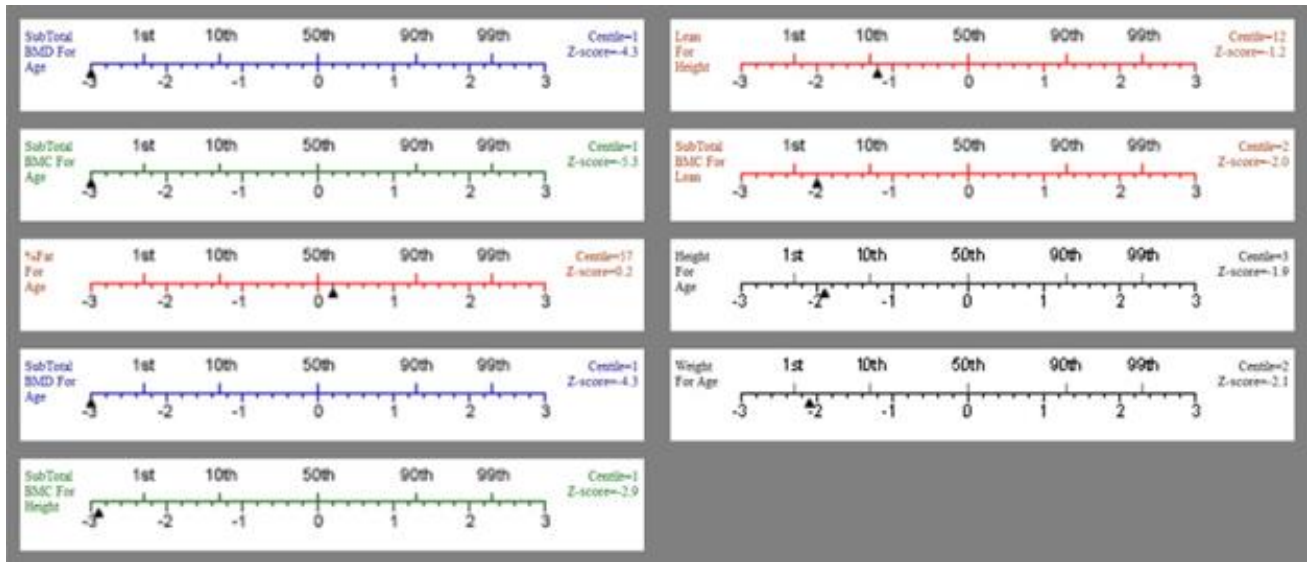 SubTotal 1st 10th 50th 90th 99th Centile=1
BMD For Z-score=-4.3
Age
-3 -2 -1 0 1 2 3
SubTotal 1st 10th 50th 90th 99th Centile=1
BMC For Z-score=-5.3
Age
-3 -2 -1 0 1 2 3
%Fat 1st 10th 50th 90th 99th Centile=57
For Z-score=0.2
Age
-3 -2 -1 0 1 2 3
SubTotal 1st 10th 50th 90th 99th Centile=1
BMD For Z-score=-4.3
Age
-3 -2 -1 0 1 2 3
SubTotal 1st 10th 50th 90th 99th Centile=1
BMC For Z-score=-2.9
Height
-3 -2 -1 0 1 2 3
Lean 1st 10th 50th 90th 99th Centile=12
For Z-score=-1.2
Height
-3 -2 -1 0 1 2 3
SubTotal 1st 10th 50th 90th 99th Centile=2
BMC For Z-score=-2.0
Lean
-3 -2 -1 0 1 2 3
Height 1st 10th 50th 90th 99th Centile=3
For Z-score=-1.9
Age
-3 -2 -1 0 1 2 3
Weight 1st 10th 50th 90th 99th Centile=2
For Age Z-score=-2.1
-3 -2 -1 0 1 2 3